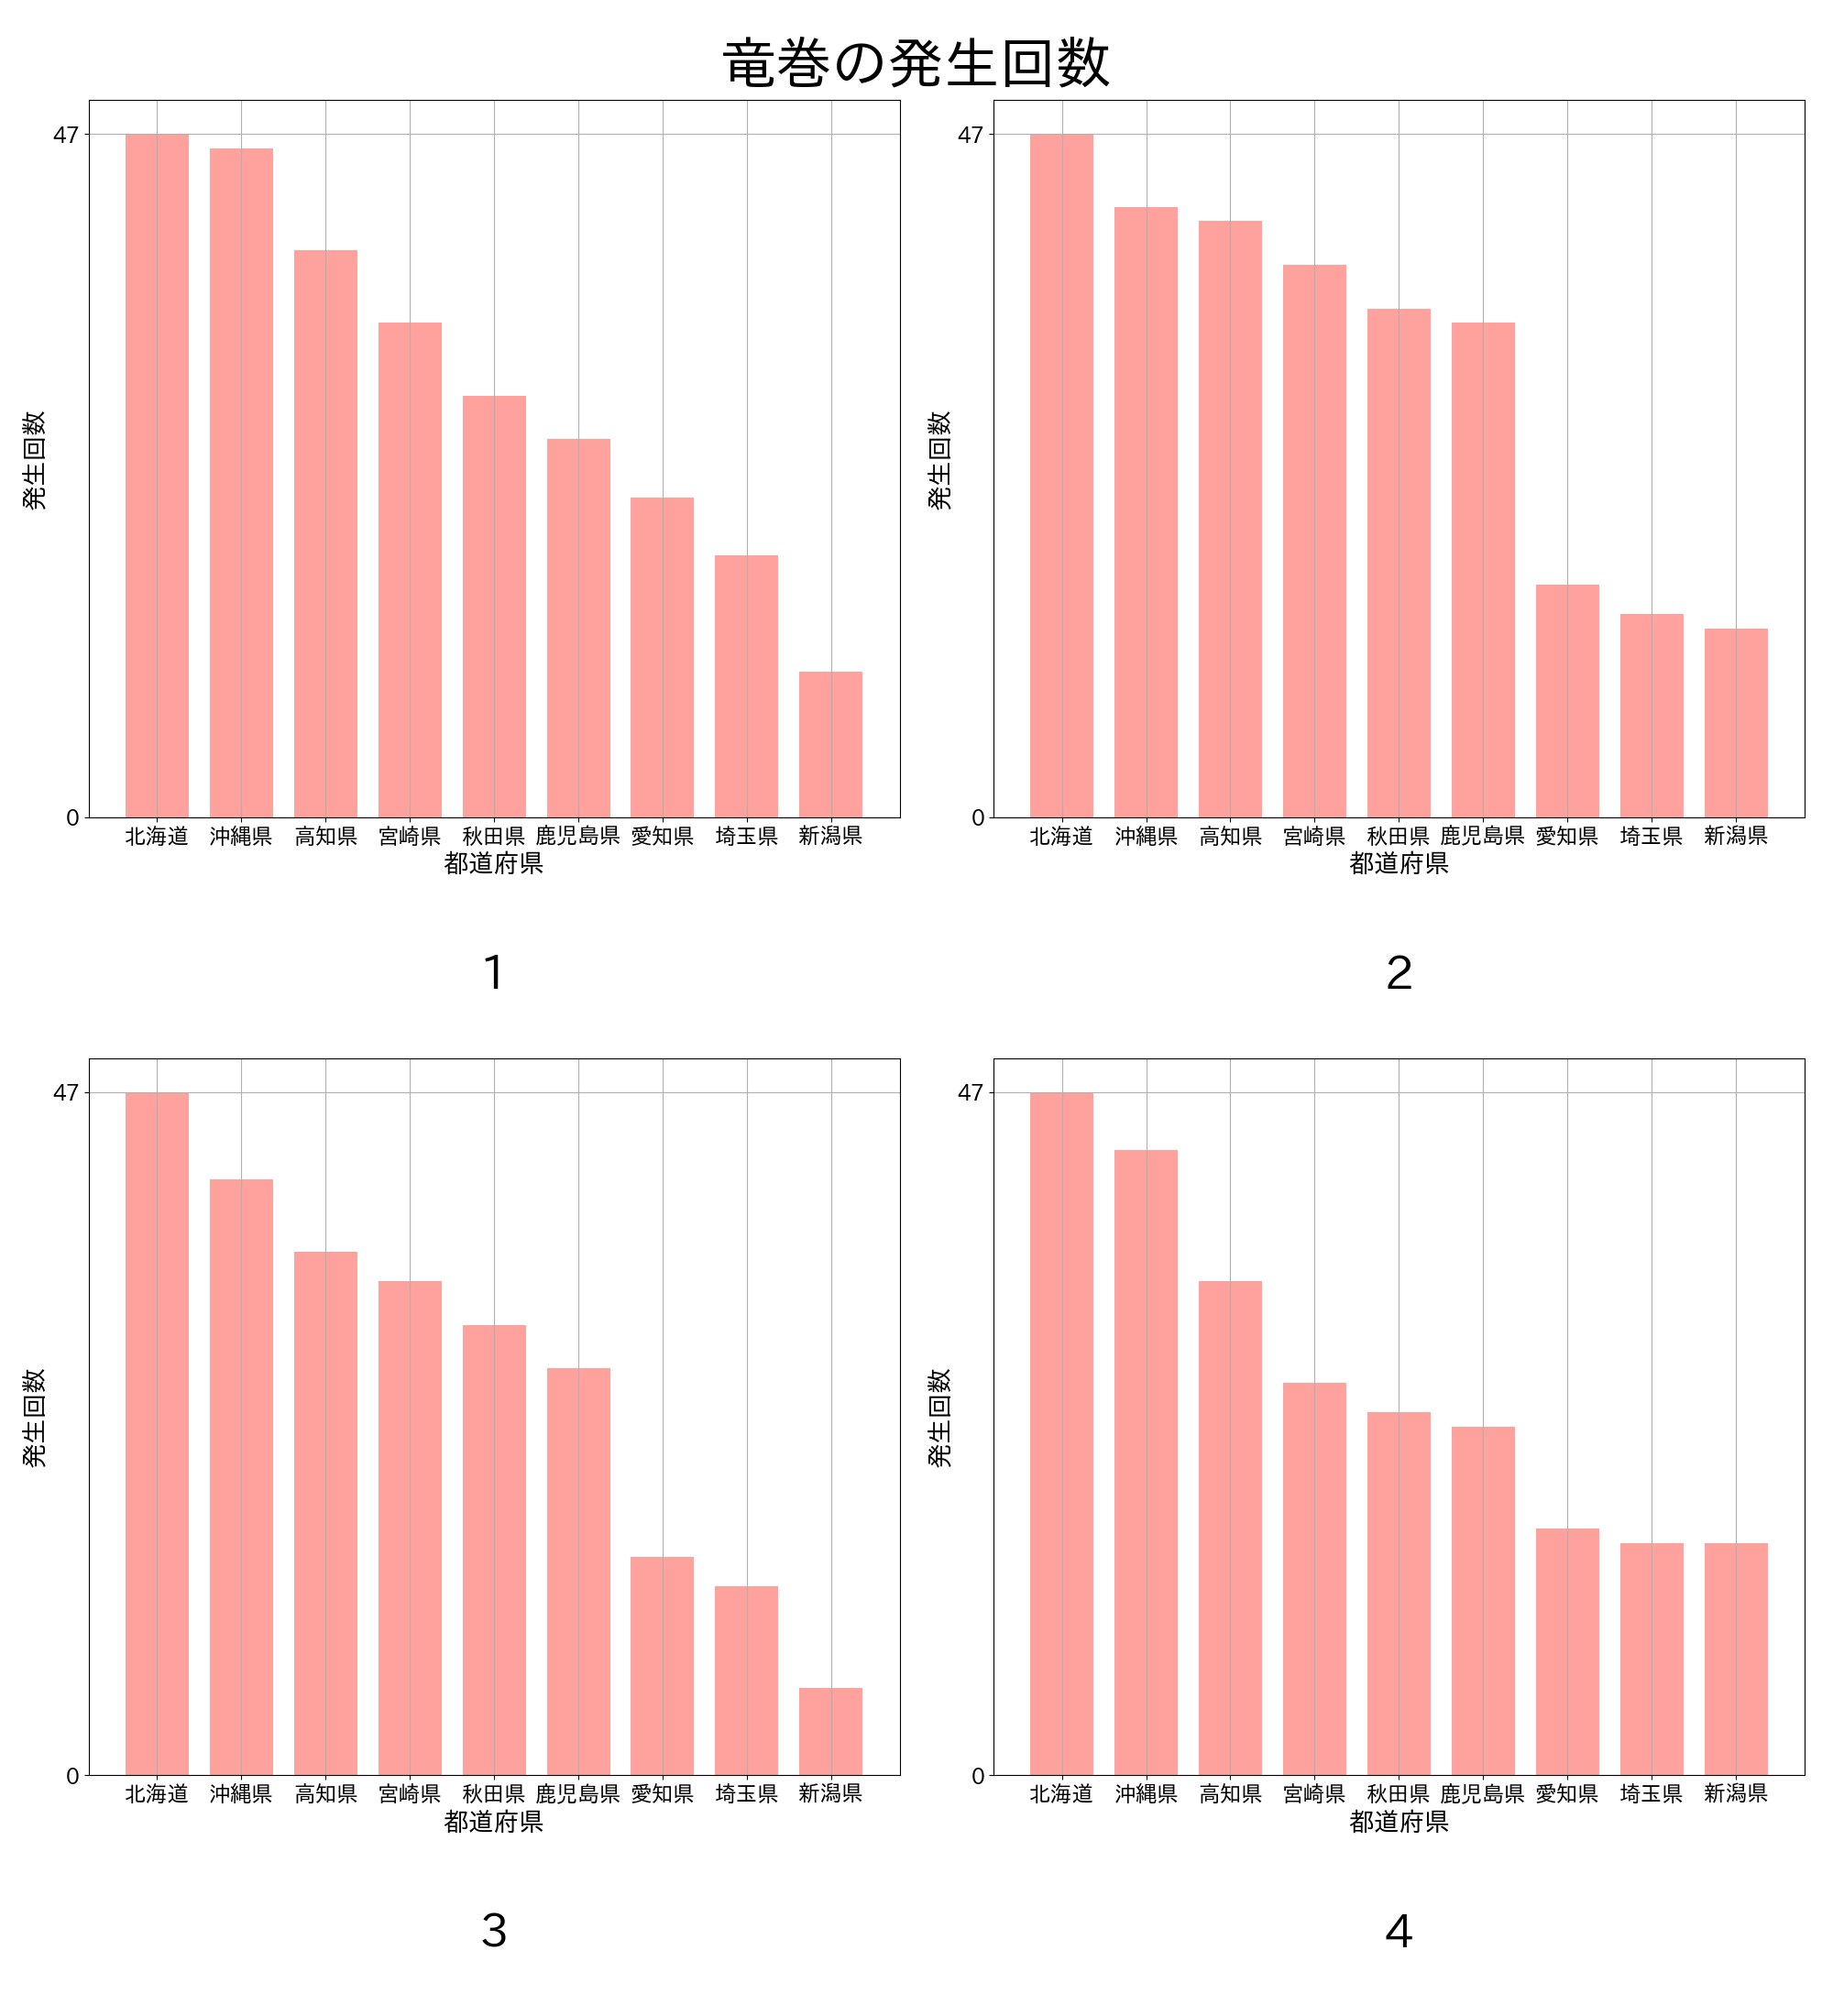 竜巻の発生回数
47
0
発生回数
北海道 沖縄県 高知県 宮崎県 秋田県 鹿児島県 愛知県 埼玉県 新潟県
都道府県
1
47
0
発生回数
北海道 沖縄県 高知県 宮崎県 秋田県 鹿児島県 愛知県 埼玉県 新潟県
都道府県
2
47
0
発生回数
北海道 沖縄県 高知県 宮崎県 秋田県 鹿児島県 愛知県 埼玉県 新潟県
都道府県
3
47
0
発生回数
北海道 沖縄県 高知県 宮崎県 秋田県 鹿児島県 愛知県 埼玉県 新潟県
都道府県
4